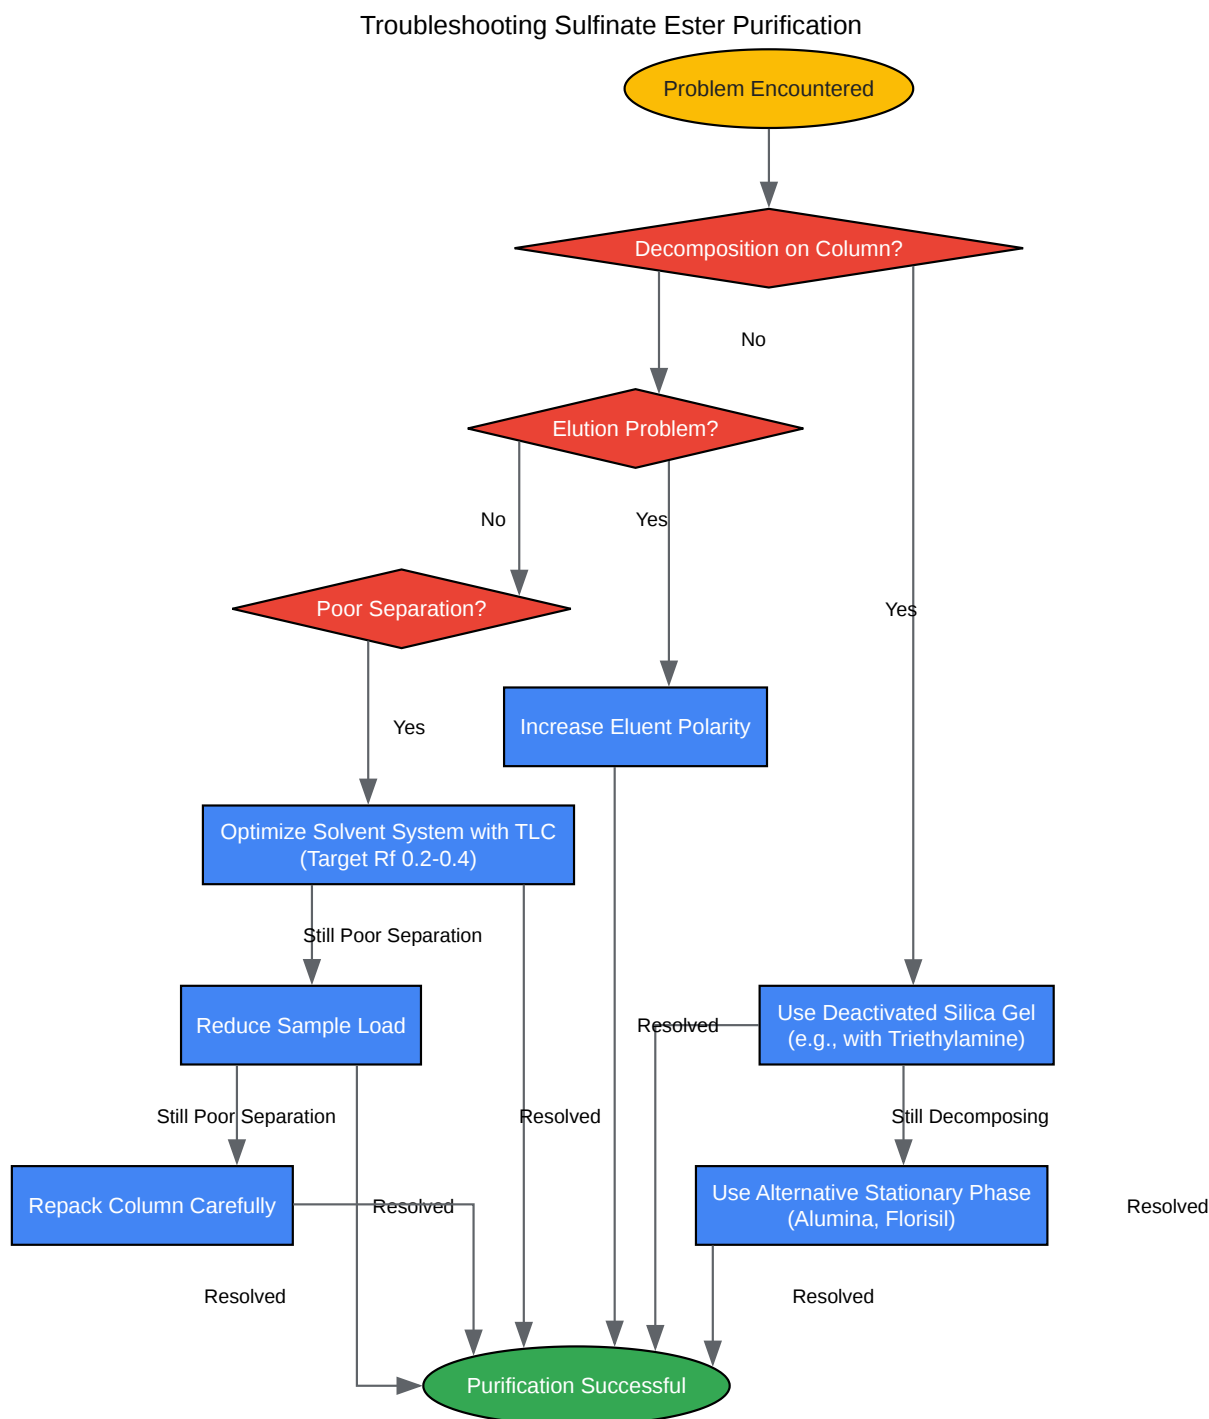 Troubleshooting Sulfinate Ester Purification
Problem Encountered
Decomposition on Column?
No
Elution Problem?
No
Yes
Poor Separation?
Yes
Yes
Increase Eluent Polarity
Optimize Solvent System with TLC
(Target Rf 0.2-0.4)
Still Poor Separation
Reduce Sample Load
Resolved
Use Deactivated Silica Gel
(e.g., with Triethylamine)
Still Poor Separation
Resolved
Still Decomposing
Repack Column Carefully
Resolved
Use Alternative Stationary Phase
(Alumina, Florisil)
Resolved
Resolved
Resolved
Purification Successful